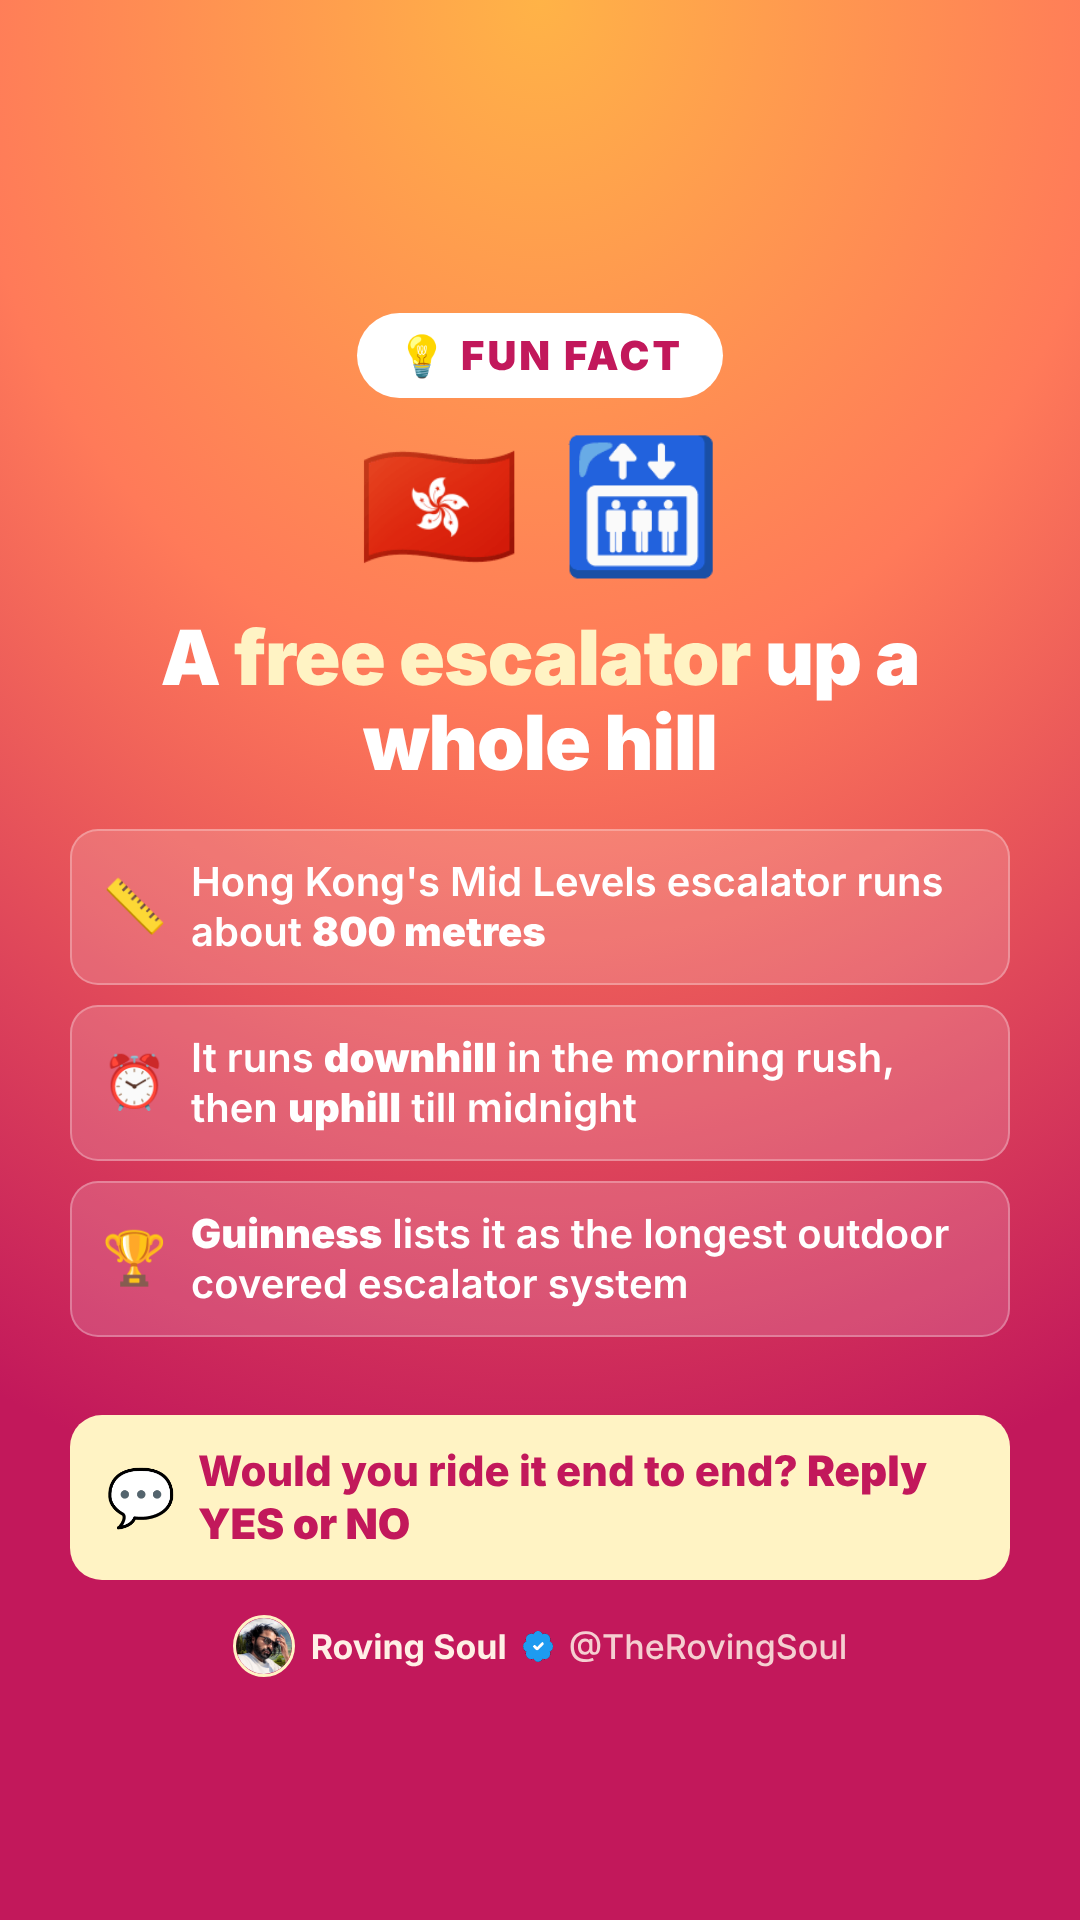 💡 FUN FACT
A free escalator up a
whole hill
Hong Kong's Mid Levels escalator runs
about 800 metres
It runs downhill in the morning rush,
then uphill till midnight
Guinness lists it as the longest outdoor
covered escalator system
Would you ride it end to end? Reply
YES or NO
Roving Soul @TheRovingSoul